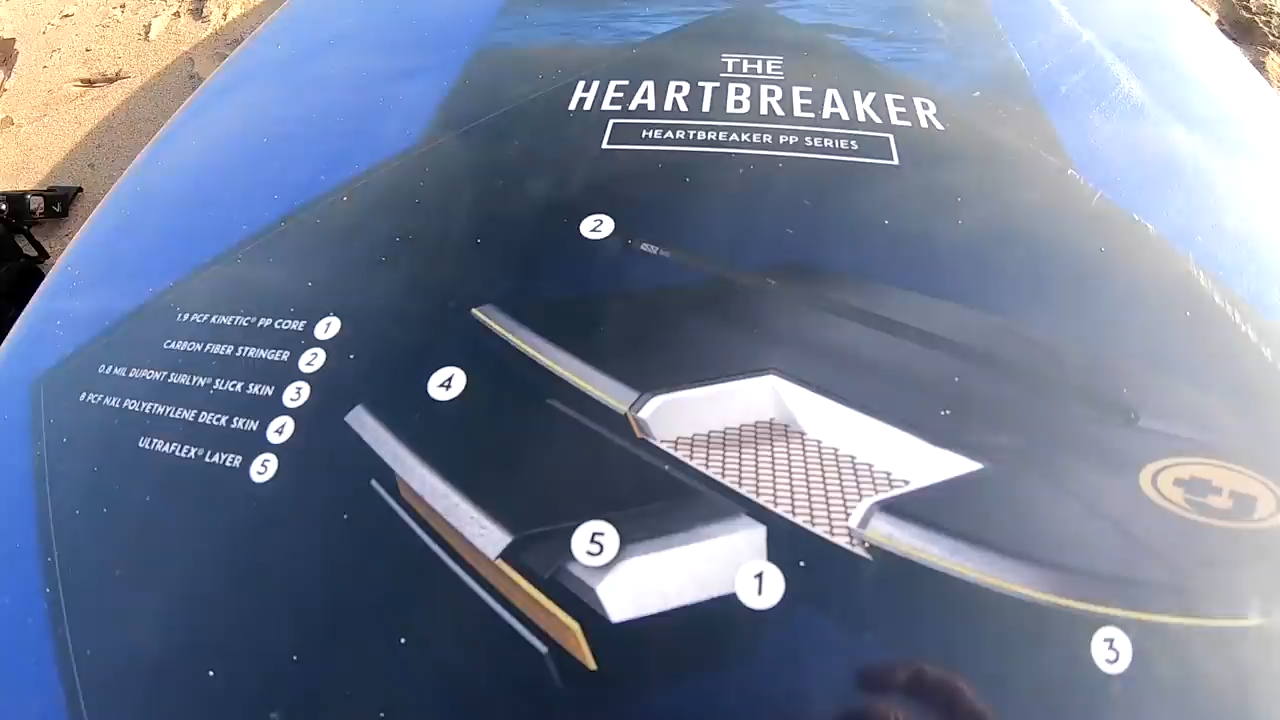 THE
HEARTBREAKER
HEARTBREAKER PP SERIES
2
1.9 PCF KINETIC® PP CORE 1
CARBON FIBER STRINGER 2
0.8 MIL DUPONT SURLYN® SLICK SKIN 3
8 PCF NXL POLYETHYLENE DECK SKIN 4
ULTRAFLEX® LAYER 5
4
5
1
3